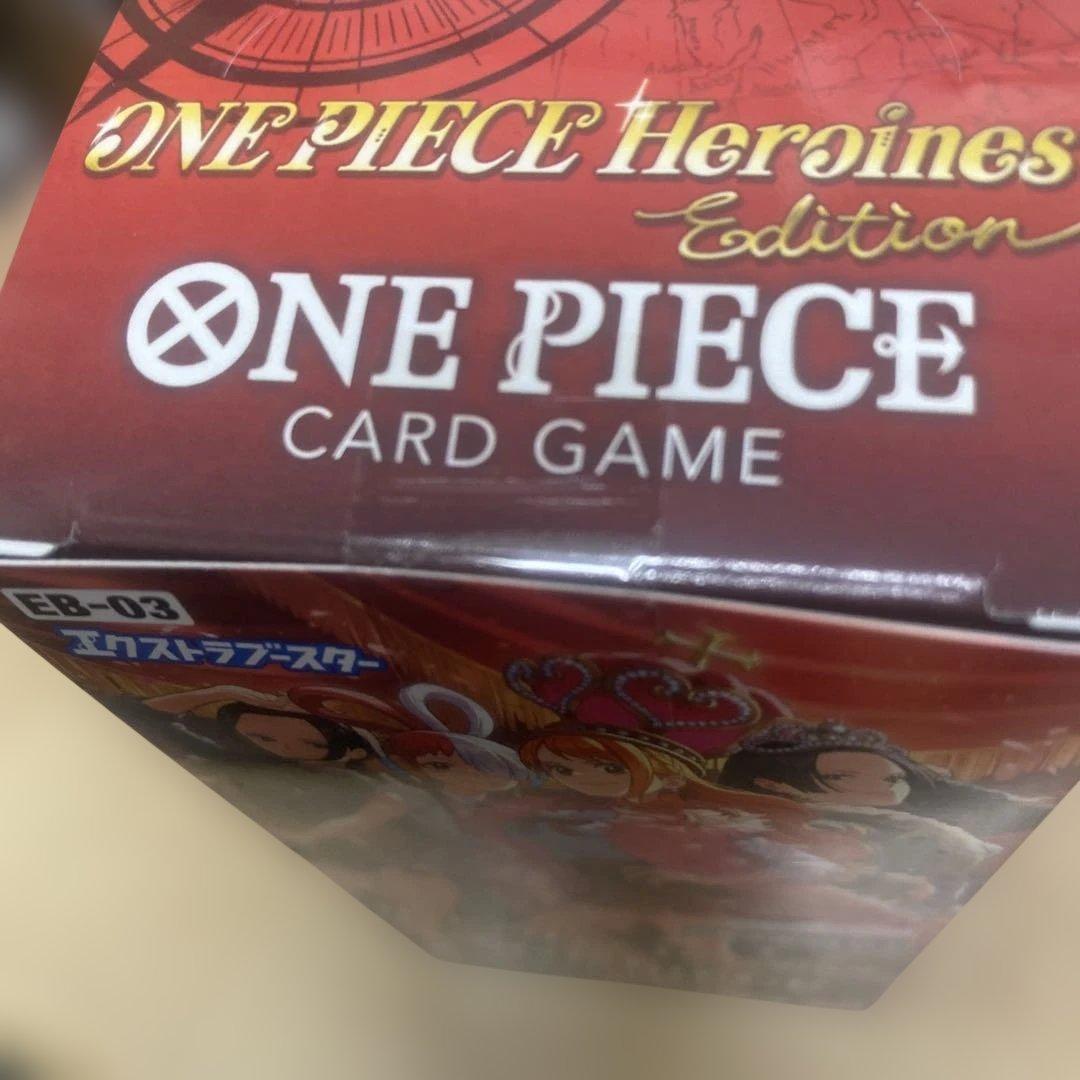 ONE PIECE Heroines
Edition
ONE PIECE
CARD GAME
EB-03
エクストラブースター